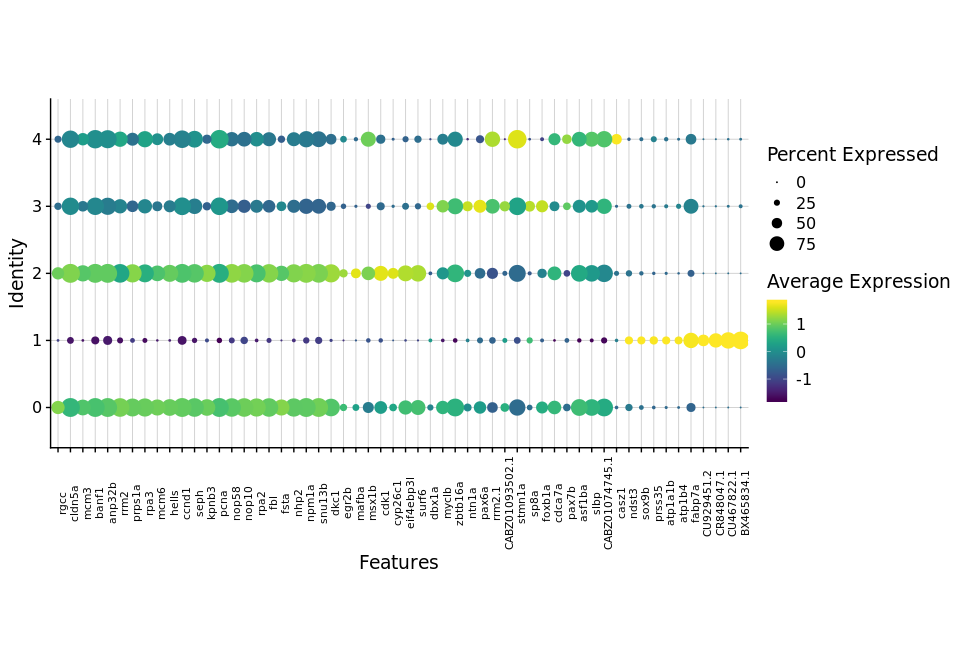 4
3
2
1
0
Identity
rgcc
cldn5a
mcm3
banf1
anp32b
rrm2
prps1a
rpa3
mcm6
hells
ccnd1
seph
kpnb3
pcna
nop58
nop10
rpa2
fbl
fsta
nhp2
npm1a
snu13b
dkc1
egr2b
mafba
msx1b
cdk1
cyp26c1
eif4ebp3l
surf6
dbx1a
myclb
zbtb16a
ntn1a
pax6a
rrm2.1
CABZ01093502.1
stmn1a
sp8a
foxb1a
cdca7a
pax7b
asf1ba
slbp
CABZ01074745.1
casz1
ndst3
sox9b
prss35
atp1a1b
atp1b4
fabp7a
CU929451.2
CR848047.1
CU467822.1
BX465834.1
Features
Percent Expressed
0
25
50
75
Average Expression
1
0
-1